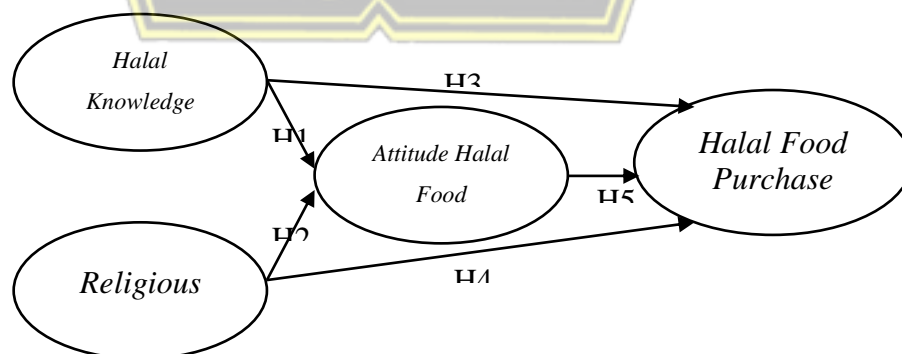 Halal
Knowledge
H3
H1
Attitude Halal
Food
Halal Food
Purchase
H5
H2
Religious
H4